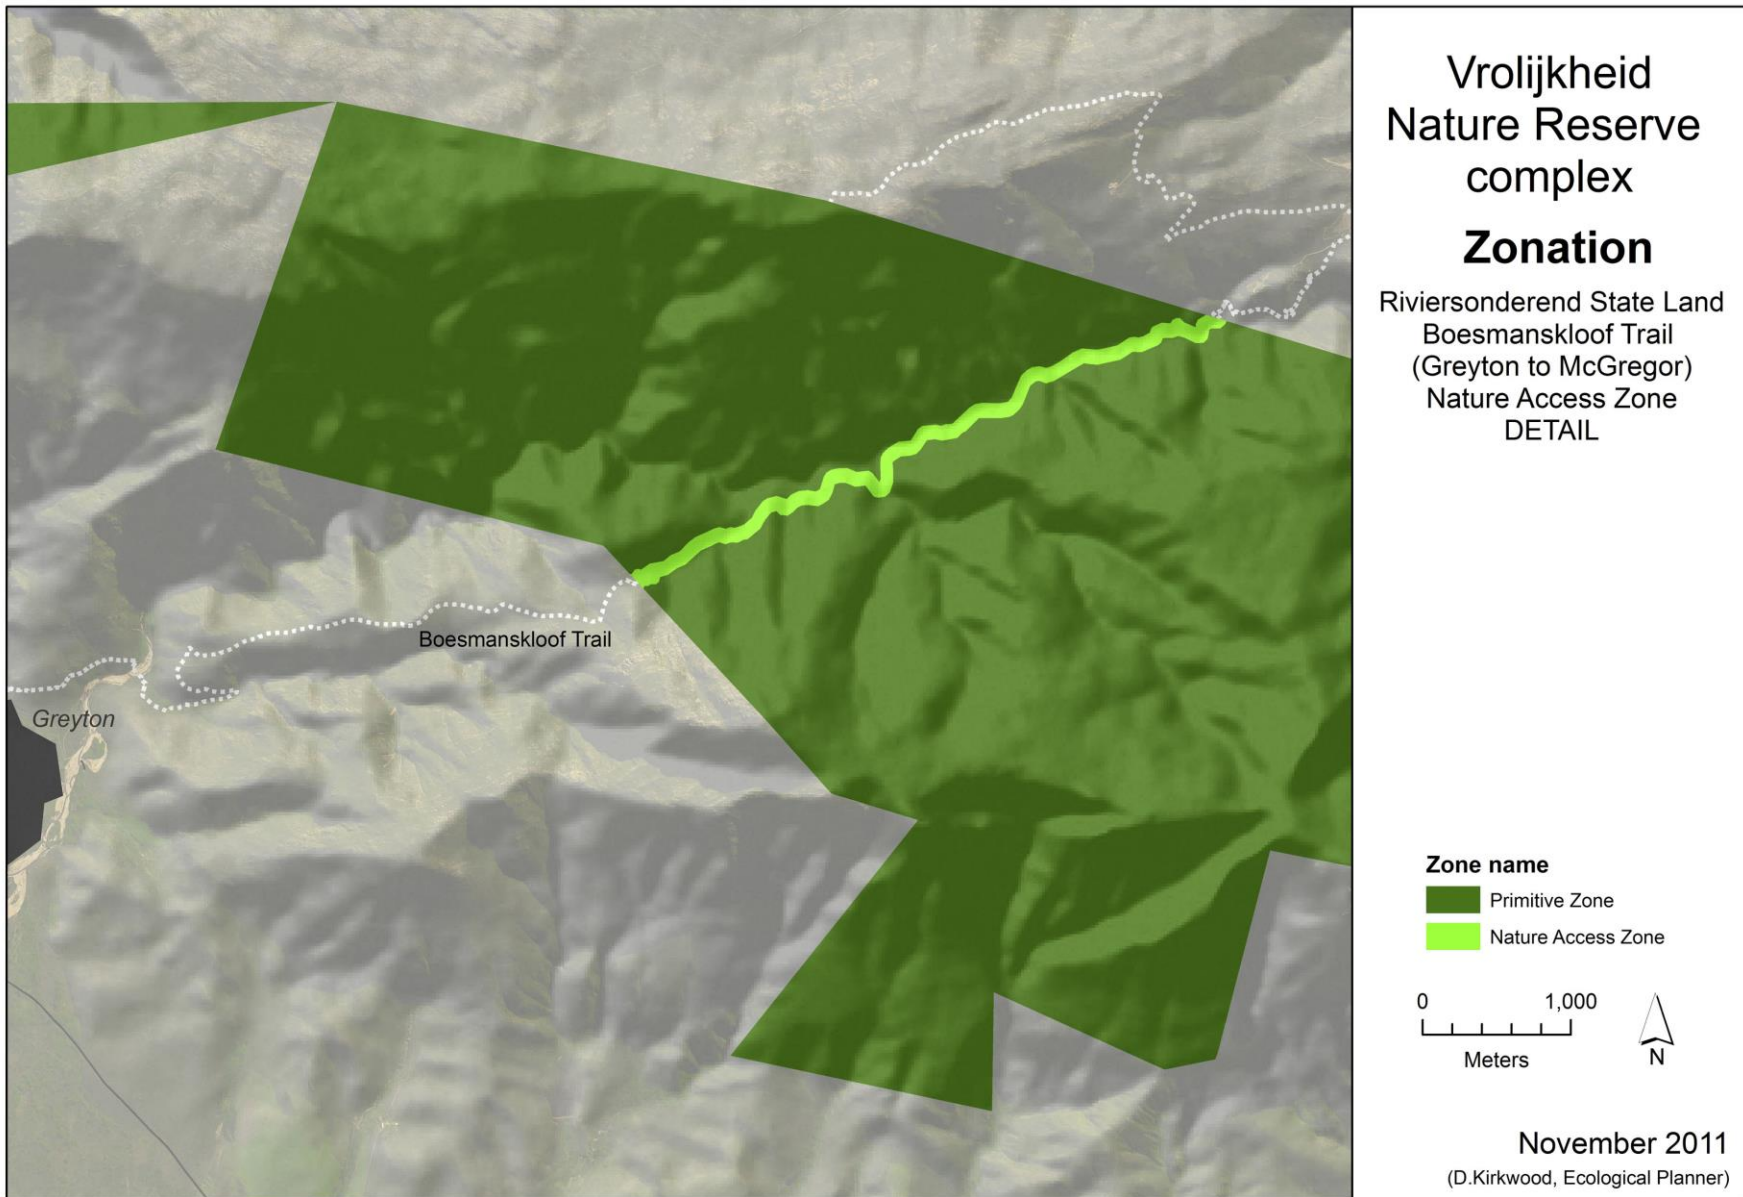 Vrolijkheid
Nature Reserve
complex
Zonation
Riviersonderend State Land
Boesmanskloof Trail
(Greyton to McGregor)
Nature Access Zone
DETAIL
Boesmanskloof Trail
Greyton
Zone name
Primitive Zone
Nature Access Zone
0 1,000
Meters
N
November 2011
(D.Kirkwood, Ecological Planner)